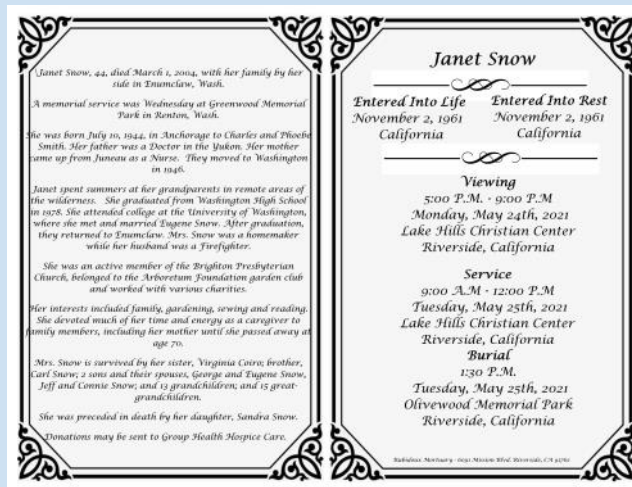 \Janet Snow, 44, died March 1, 2004, with her family by her
side in Enumclaw, Wash.
A memorial service was Wednesday at Greenwood Memorial
Park in Renton, Wash.
She was born July 10, 1944, in Anchorage to Charles and Phoebe
Smith. Her father was a Doctor in the Yukon. Her mother
came up from Juneau as a Nurse. They moved to Washington
in 1946.
Janet spent summers at her grandparents in remote areas of
the wilderness. She graduated from Washington High School
in 1978. She attended college at the University of Washington,
where she met and married Eugene Snow. After graduation,
they returned to Enumclaw. Mrs. Snow was a homemaker
while her husband was a Firefighter.
She was an active member of the Brighton Presbyterian
Church, belonged to the Arboretum Foundation garden club
and worked with various charities.
Her interests included family, gardening, sewing and reading.
She devoted much of her time and energy as a caregiver to
family members, including her mother until she passed away at
age 70.
Mrs. Snow is survived by her sister, Virginia Coiro; brother,
Carl Snow; 2 sons and their spouses, George and Eugene Snow,
Jeff and Connie Snow; and 13 grandchildren; and 15 great-
grandchildren.
She was preceded in death by her daughter, Sandra Snow.
Donations may be sent to Group Health Hospice Care.
Janet Snow
Entered Into Life
November 2, 1961
California
Entered Into Rest
November 2, 1961
California
Viewing
5:00 P.M. - 9:00 P.M
Monday, May 24th, 2021
Lake Hills Christian Center
Riverside, California
Service
9:00 A.M - 12:00 P.M
Tuesday, May 25th, 2021
Lake Hills Christian Center
Riverside, California
Burial
1:30 P.M.
Tuesday, May 25th, 2021
Olivewood Memorial Park
Riverside, California
Mortuary - Mission Blvd. Riverside, CA